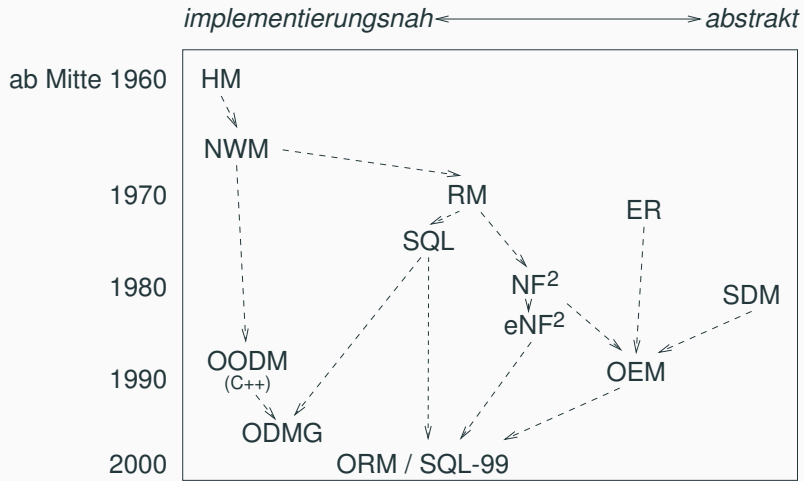 implementierungsnah abstrakt
ab Mitte 1960 HM
NWM
1970 RM
ER
SQL
1980 NF²
SDM
eNF²
OODM
(C++)
OEM
1990
ODMG
2000 ORM / SQL-99